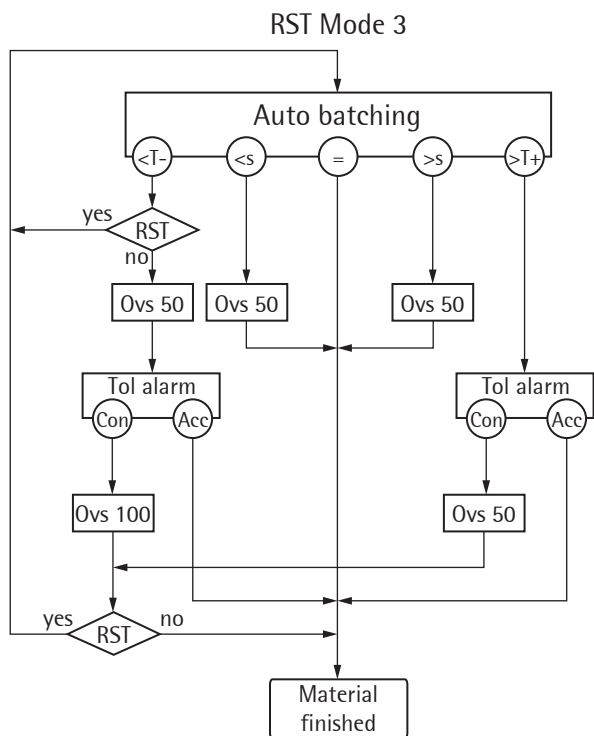 RST Mode 3
Auto batching
<T-
<s
=
>s
>T+
yes
RST
no
Ovs 50
Ovs 50
Ovs 50
Tol alarm
Con
Acc
Tol alarm
Con
Acc
Ovs 100
Ovs 50
yes
RST
no
Material
finished